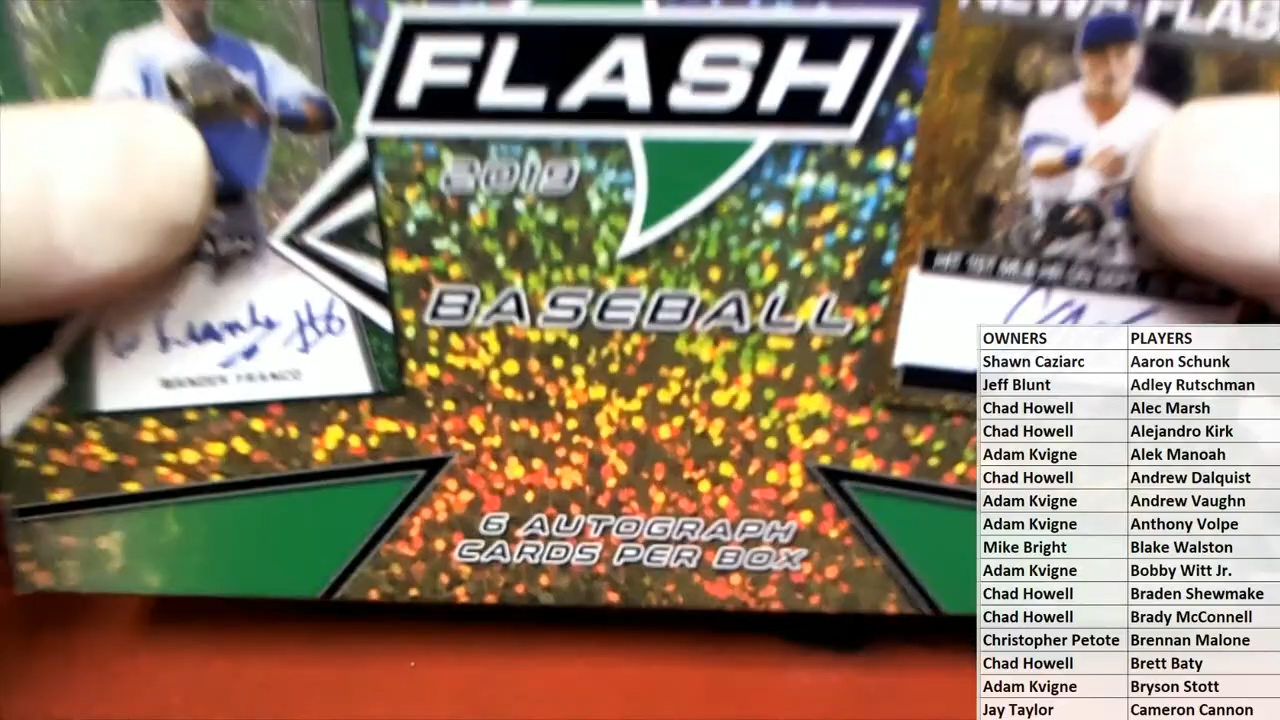 FLASH
2019
BASEBALL
WANDER FRANCO
6 AUTOGRAPH
CARDS PER BOX
OWNERS PLAYERS
Shawn Caziarc Aaron Schunk
Jeff Blunt Adley Rutschman
Chad Howell Alec Marsh
Chad Howell Alejandro Kirk
Adam Kvigne Alek Manoah
Chad Howell Andrew Dalquist
Adam Kvigne Andrew Vaughn
Adam Kvigne Anthony Volpe
Mike Bright Blake Walston
Adam Kvigne Bobby Witt Jr.
Chad Howell Braden Shewmake
Chad Howell Brady McConnell
Christopher Petote Brennan Malone
Chad Howell Brett Baty
Adam Kvigne Bryson Stott
Jay Taylor Cameron Cannon